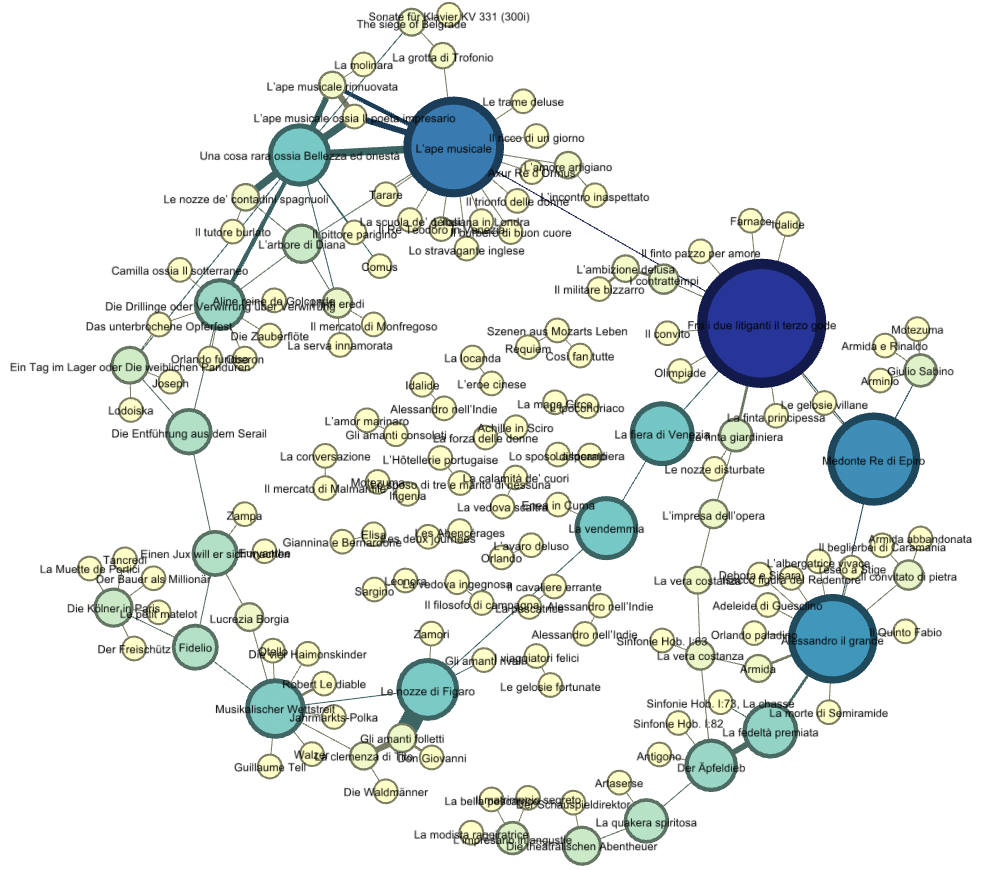 Sonate für Klavier KV 331 (300i)
The siege of Belgrade
La grotta di Trofonio
La molinara
L'ape musicale rinnuovata
Le trame deluse
L'ape musicale ossia Il poeta impresario
Il ricco di un giorno
L'ape musicale
Una cosa rara ossia Bellezza ed onestà
L'amore artigiano
Axur Re d'Ormus
Tarare
L'incontro inaspettato
Le nozze de' contadini spagnuoli
Il trionfo delle donne
La scuola de' gelosi
L'italiana in Londra
Il Re Teodoro in Venezia
Il burbero di buon cuore
Il tutore burlato
Il pittore parigino
L'arbore di Diana
Lo stravagante inglese
Comus
Farnace
Idalide
Il finto pazzo per amore
L'ambizione delusa
I contrattempi
Il militare bizzarro
Camilla ossia Il sotterraneo
Aline reine de Golconde
Gli eredi
Die Drillinge oder Verwirrung über Verwirrung
Fra i due litiganti il terzo gode
Das unterbrochene Opferfest
Il mercato di Monfregoso
Die Zauberflöte
La serva innamorata
Szenen aus Mozarts Leben
Il convito
Motezuma
Requiem
Così fan tutte
Armida e Rinaldo
La locanda
Orlando furioso
Oberon
Ein Tag im Lager oder Die weiblichen Panduren
Olimpiade
Giulio Sabino
Joseph
L'erbe cinese
Idalide
Arminio
Lodoiska
Alessandro nell'Indie
La maga Circe
L'ipocondriaco
Le gelosie villane
La finta principessa
L'amor marinaro
Achille in Sciro
Die Entführung aus dem Serail
Gli amanti consolati
La forza delle donne
La fiera di Venezia
La finta giardiniera
La conversazione
L'Hôtellerie portugaise
Lo sposo disperato
La locandiera
Medonte Re di Epiro
Le nozze disturbate
La calamità de' cuori
Motezuma
Lo sposo di tre e marito di nessuna
Il mercato di Malmantile
Ifigenia
La vedova scaltra
Enea in Cuma
Zampa
L'impresa dell'opera
La vendemmia
Elisa
Les Abencérages
Giannina e Bernardone
Les deux journées
Armida abbandonata
Einen Jux will er sich machen
Euryanthe
L'avaro deluso
Il beglierbei di Caramania
Orlando
Tancredi
La Muette de Portici
L'albergatrice vivace
Teseo a Stige
Debora e Sisara
Il convitato di pietra
Der Bauer als Millionär
Leonora
La vedova ingegnosa
Il cavaliere errante
La vera costanza
Sargino
Die Kölner in Paris
Le petit matelot
Il filosofo di campagna
La pescatrice
Alessandro nell'Indie
Adeleide di Guesclino
Lucrezia Borgia
Zamori
Alessandro nell'Indie
Orlando paladino
Alessandro il grande
Il Quinto Fabio
Sinfonie Hob. I:63
Der Freischütz
Fidelio
Otello
Die vier Haimonskinder
Gli amanti rivali
I viaggiatori felici
La vera costanza
Armida
Robert Le diable
Le nozze di Figaro
Le gelosie fortunate
Musikalischer Wettstreit
Jahrmarkts-Polka
Sinfonie Hob. I:73, La chasse
La morte di Semiramide
Sinfonie Hob. I:82
La fedeltà premiata
Gli amanti folletti
Walzer
La clemenza di Tito
Don Giovanni
Guillaume Tell
Antigono
Der Äpfeldieb
Die Waldmänner
Artaserse
La bella pescatrice
Il matrimonio segreto
Der Schauspieldirektor
La quakera spiritosa
La modista raggiratrice
L'impresario in angustie
Die theatralischen Abenteuer